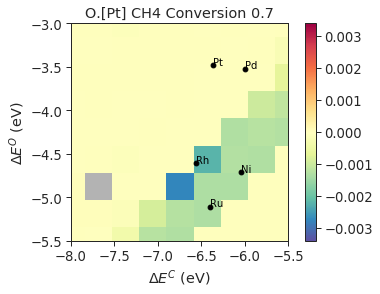 O.[Pt] CH4 Conversion 0.7
−3.0
−3.5
−4.0
−4.5
−5.0
−5.5
ΔE^O (eV)
Pt
Pd
Rh
Ni
Ru
−8.0 −7.5 −7.0 −6.5 −6.0 −5.5
ΔE^C (eV)
0.003
0.002
0.001
0.000
−0.001
−0.002
−0.003